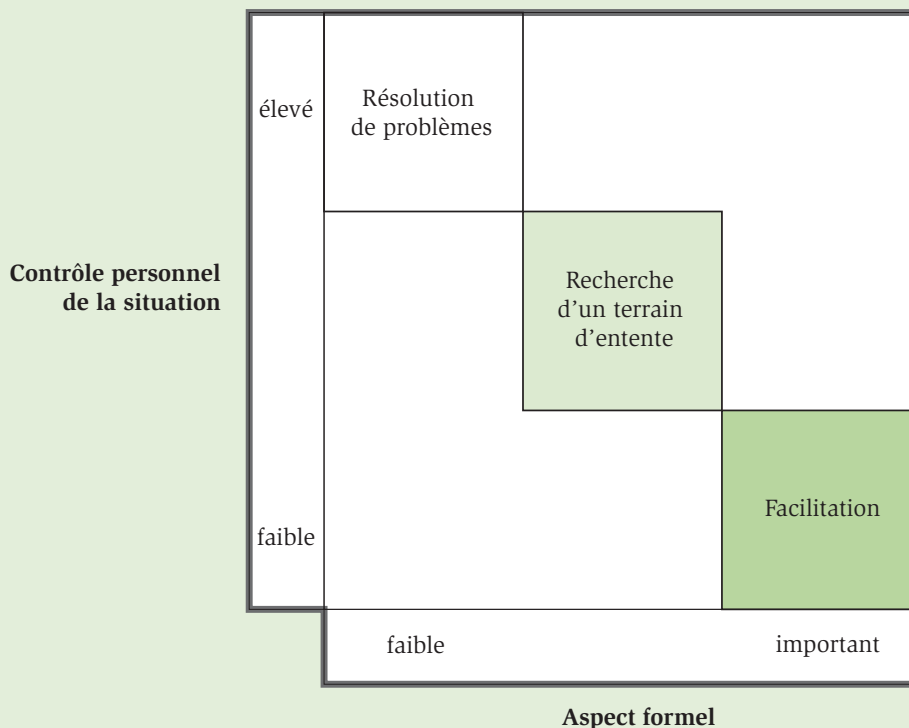 élevé
Résolution
de problèmes
Contrôle personnel
de la situation
Recherche
d’un terrain
d’entente
Facilitation
faible
faible
important
Aspect formel